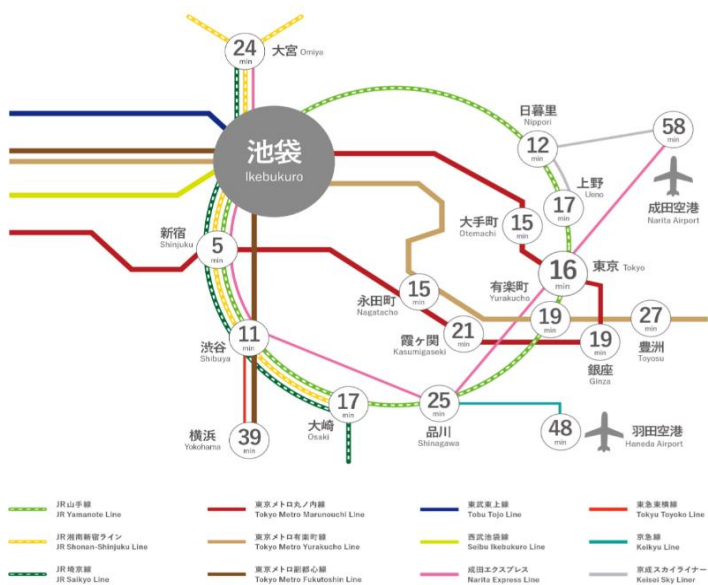 24
min
大宮 Omiya
池袋
Ikebukuro
日暮里
Nippori
12
min
58
min
成田空港
Narita Airport
上野
Ueno
17
min
大手町
Otemachi
15
min
新宿
Shinjuku
5
min
16
min
東京 Tokyo
永田町
Nagatacho
15
min
有楽町
Yurakucho
19
min
霞ヶ関
Kasumigaseki
21
min
27
min
豊洲
Toyosu
19
min
銀座
Ginza
渋谷
Shibuya
11
min
横浜
Yokohama
39
min
17
min
大崎
Osaki
25
min
品川
Shinagawa
48
min
羽田空港
Haneda Airport
JR山手線
JR Yamanote Line
JR湘南新宿ライン
JR Shonan-Shinjuku Line
JR埼京線
JR Saikyo Line
東京メトロ丸ノ内線
Tokyo Metro Marunouchi Line
東京メトロ有楽町線
Tokyo Metro Yurakucho Line
東京メトロ副都心線
Tokyo Metro Fukutoshin Line
東武東上線
Tobu Tojo Line
西武池袋線
Seibu Ikebukuro Line
成田エクスプレス
Narita Express Line
東急東横線
Tokyu Toyoko Line
京急線
Keikyu Line
京成スカイライナー
Keisei Sky Liner